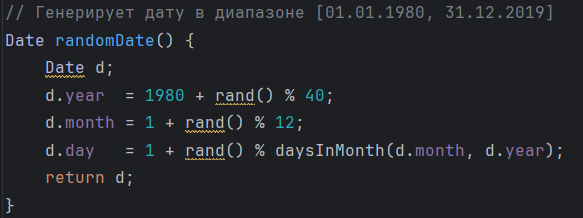 // Генерирует дату в диапазоне [01.01.1980, 31.12.2019]
Date randomDate() {
    Date d;
    d.year  = 1980 + rand() % 40;
    d.month = 1 + rand() % 12;
    d.day   = 1 + rand() % daysInMonth(d.month, d.year);
    return d;
}